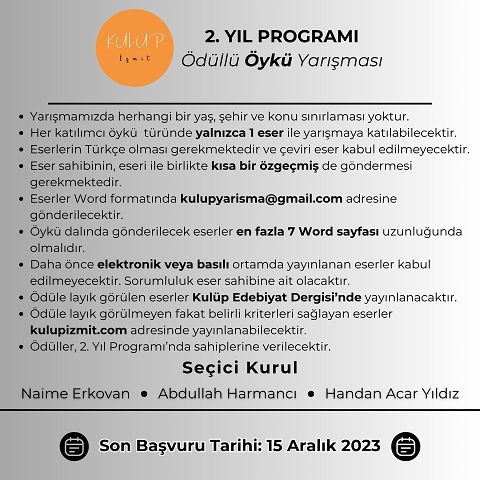 KULÜP
İzmit
2. YIL PROGRAMI
Ödüllü Öykü Yarışması
• Yarışmamızda herhangi bir yaş, şehir ve konu sınırlaması yoktur.
• Her katılımcı öykü türünde yalnızca 1 eser ile yarışmaya katılabilecektir.
• Eserlerin Türkçe olması gerekmektedir ve çeviri eser kabul edilmeyecektir.
• Eser sahibinin, eseri ile birlikte kısa bir özgeçmiş de göndermesi
gerekmektedir.
• Eserler Word formatında kulupyarisma@gmail.com adresine
gönderilecektir.
• Öykü dalında gönderilecek eserler en fazla 7 Word sayfası uzunluğunda
olmalıdır.
• Daha önce elektronik veya basılı ortamda yayınlanan eserler kabul
edilmeyecektir. Sorumluluk eser sahibine ait olacaktır.
• Ödüle layık görülen eserler Kulüp Edebiyat Dergisi’nde yayınlanacaktır.
• Ödüle layık görülmeyen fakat belirli kriterleri sağlayan eserler
kulupizmit.com adresinde yayınlanabilecektir.
• Ödüller, 2. Yıl Programı’nda sahiplerine verilecektir.
Seçici Kurul
Naime Erkovan • Abdullah Harmancı • Handan Acar Yıldız
Son Başvuru Tarihi: 15 Aralık 2023